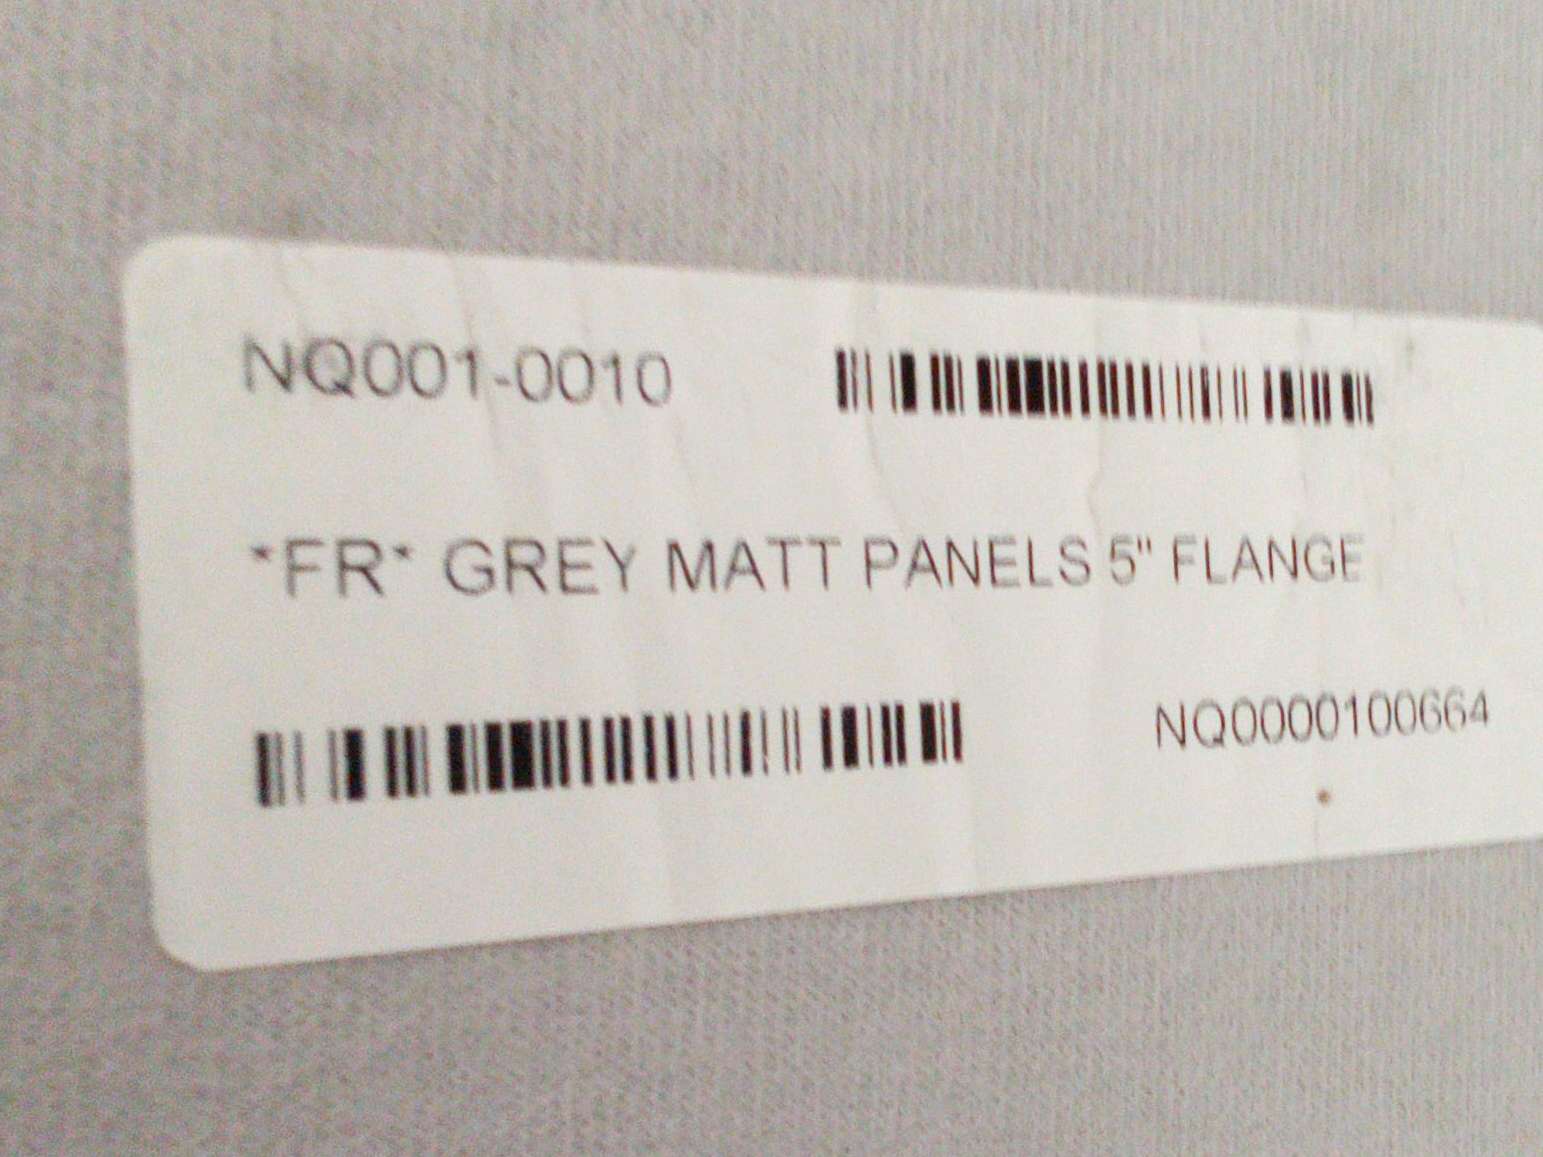 NQ001-0010
*FR* GREY MATT PANELS 5" FLANGE
NQ0000100664